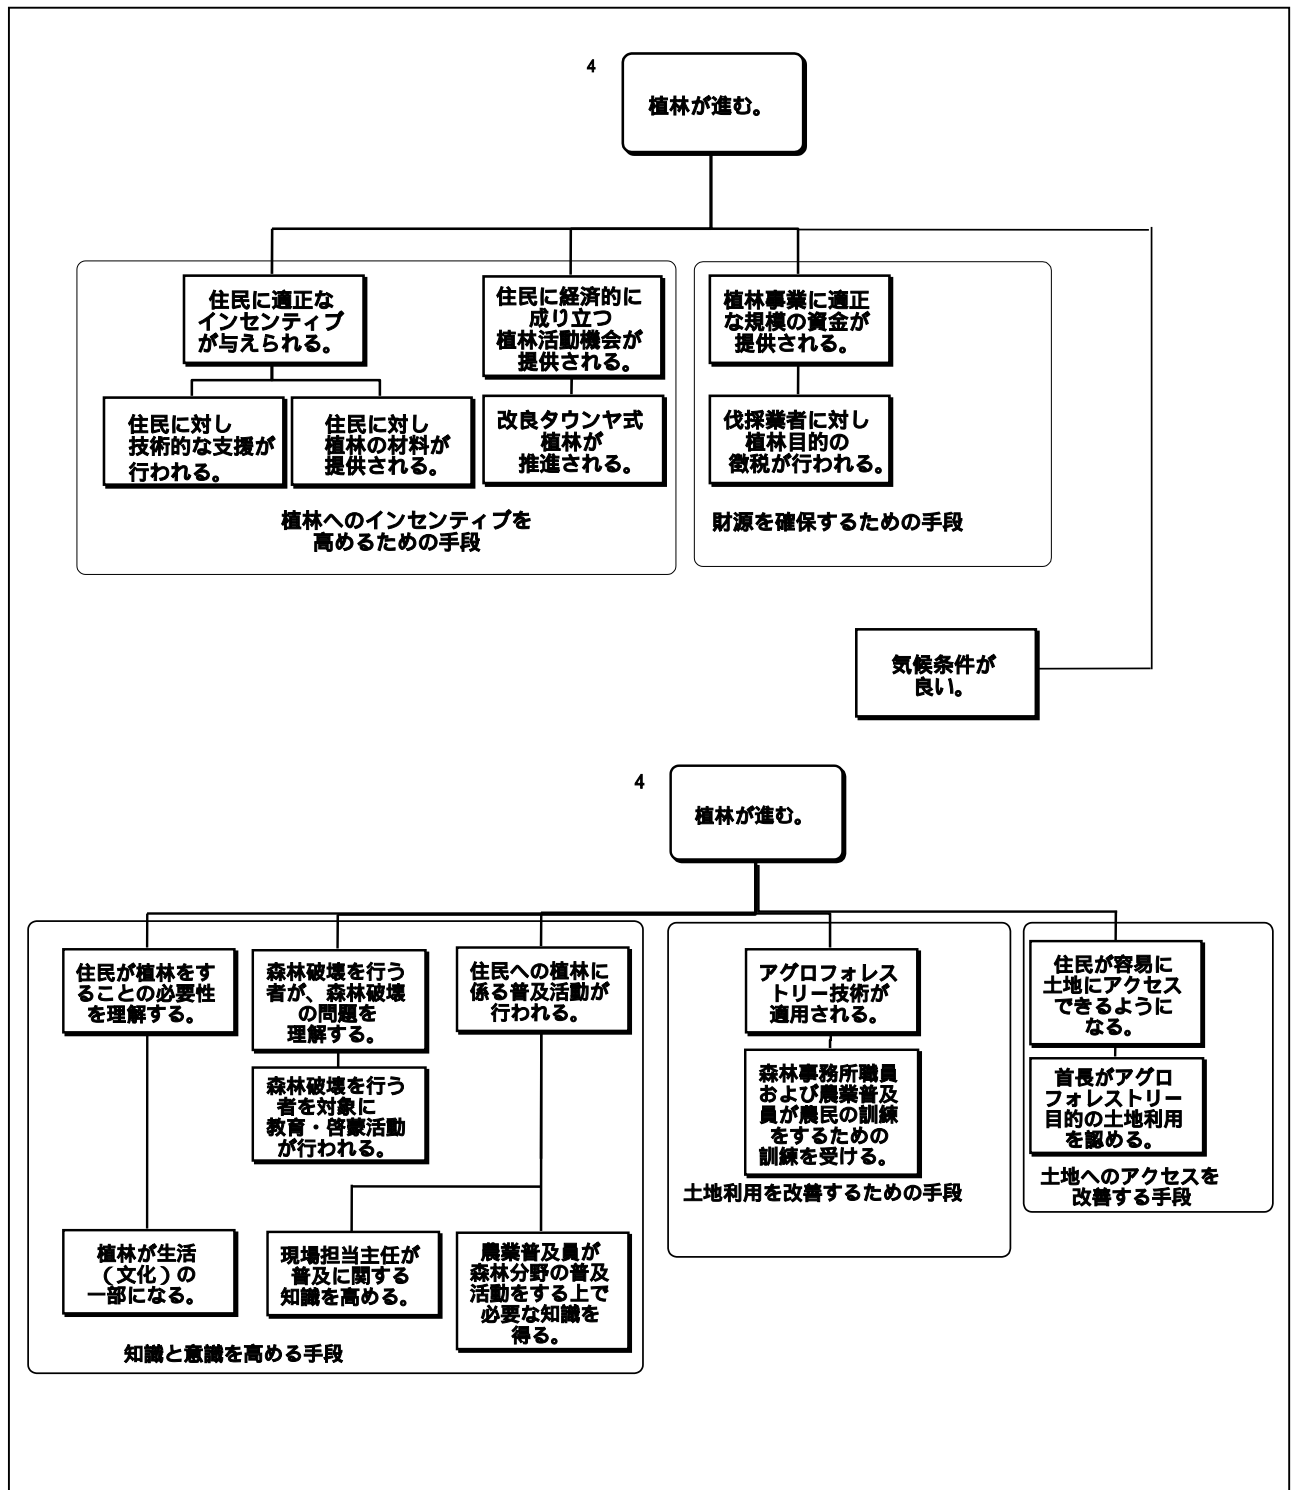 4
植林が進む。
住民に適正な
インセンティブ
が与えられる。
住民に経済的に
成り立つ
植林活動機会が
提供される。
植林事業に適正
な規模の資金が
提供される。
住民に対し
技術的な支援が
行われる。
住民に対し
植林の材料が
提供される。
改良タウンヤ式
植林が
推進される。
伐採業者に対し
植林目的の
徴税が行われる。
植林へのインセンティブを
高めるための手段
財源を確保するための手段
気候条件が
良い。
4
植林が進む。
住民が植林をす
ることの必要性
を理解する。
森林破壊を行う
者が、森林破壊
の問題を
理解する。
住民への植林に
係る普及活動が
行われる。
アグロフォレス
トリー技術が
適用される。
住民が容易に
土地にアクセス
できるように
なる。
森林破壊を行う
者を対象に
教育・啓蒙活動
が行われる。
森林事務所職員
および農業普及
員が農民の訓練
をするための
訓練を受ける。
首長がアグロ
フォレストリー
目的の土地利用
を認める。
土地利用を改善するための手段
土地へのアクセスを
改善する手段
植林が生活
（文化）の
一部になる。
現場担当主任が
普及に関する
知識を高める。
農業普及員が
森林分野の普及
活動をする上で
必要な知識を
得る。
知識と意識を高める手段